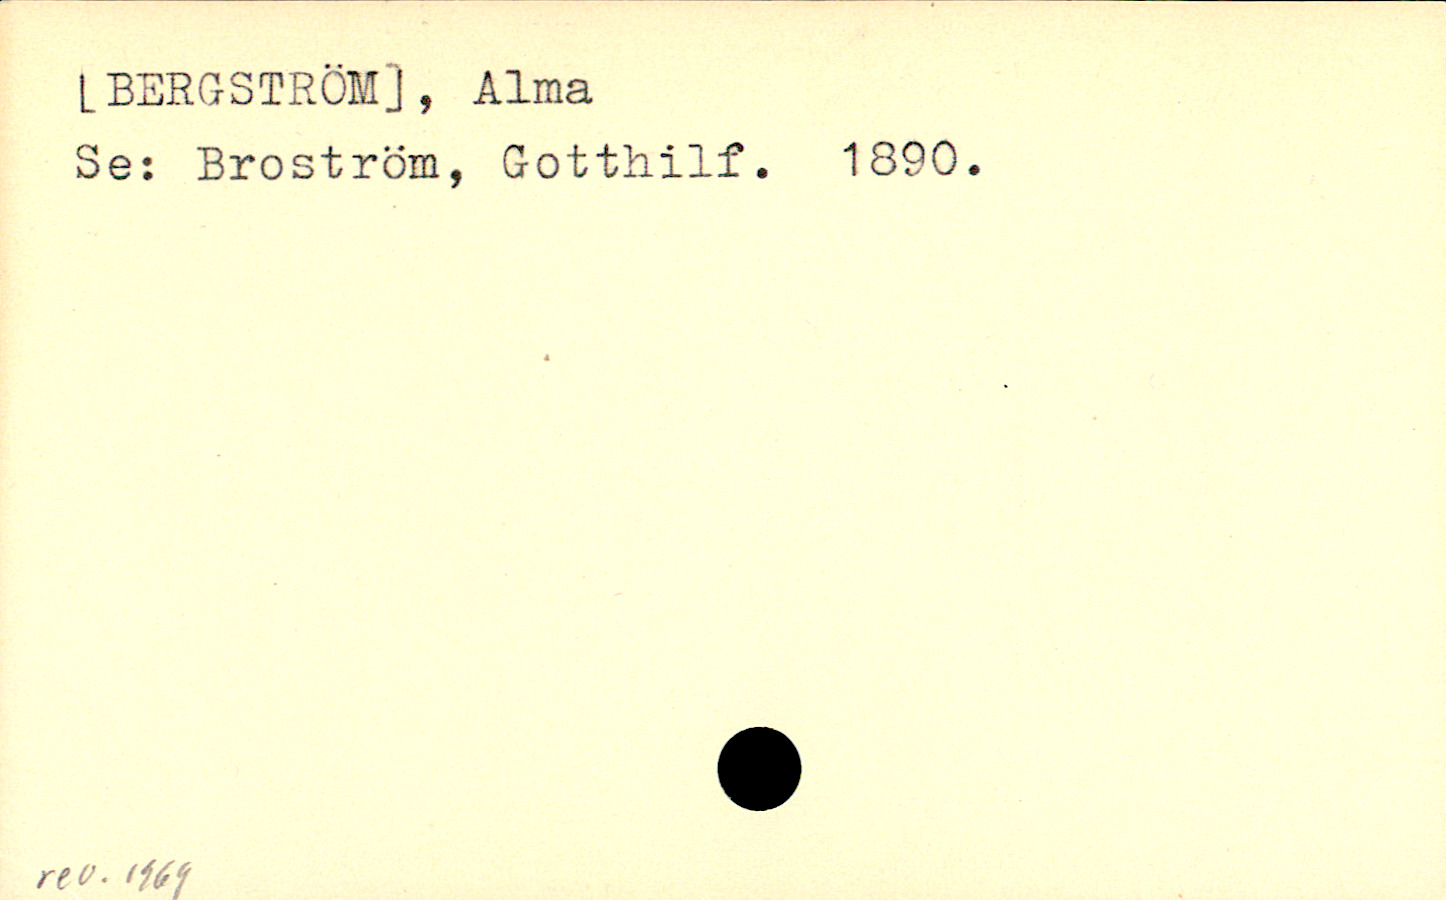 [BERGSTRÖM], Alma
Se: Broström, Gotthilf. 1890.
rev. 1969